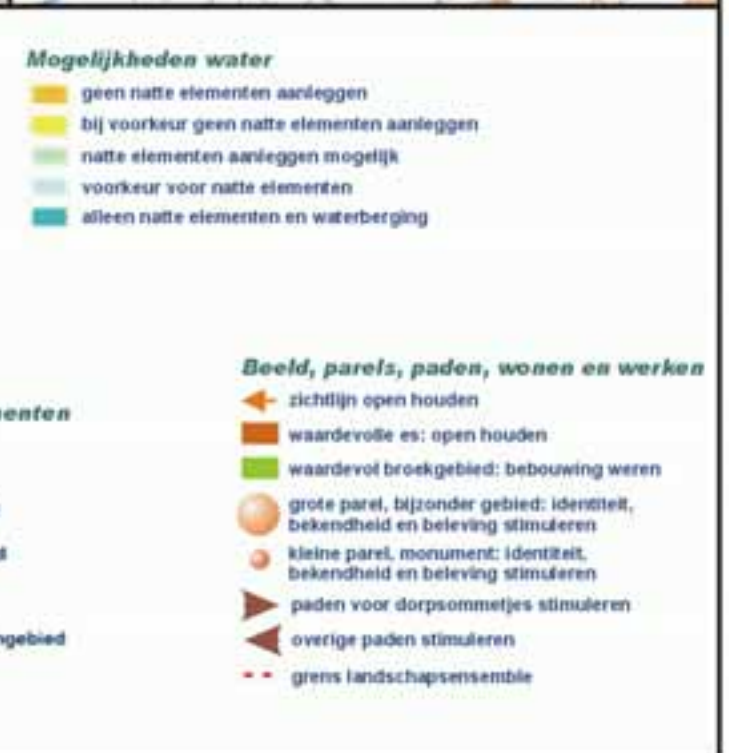 Mogelijkheden water
geen natte elementen aanleggen
bij voorkeur geen natte elementen aanleggen
natte elementen aanleggen mogelijk
voorkeur voor natte elementen
alleen natte elementen en waterberging
Beeld, parels, paden, wonen en werken
zichtlijn open houden
waardevolle es: open houden
waardevol broekgebied: bebouwing weren
grote parel, bijzonder gebied: identiteit,
bekendheid en beleving stimuleren
kleine parel, monument: identiteit,
bekendheid en beleving stimuleren
paden voor dorpsommetjes stimuleren
overige paden stimuleren
grens landschapsensemble